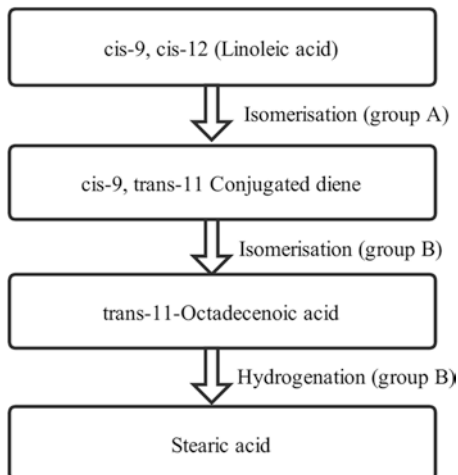 cis-9, cis-12 (Linoleic acid)
Isomerisation (group A)
cis-9, trans-11 Conjugated diene
Isomerisation (group B)
trans-11-Octadecenoic acid
Hydrogenation (group B)
Stearic acid